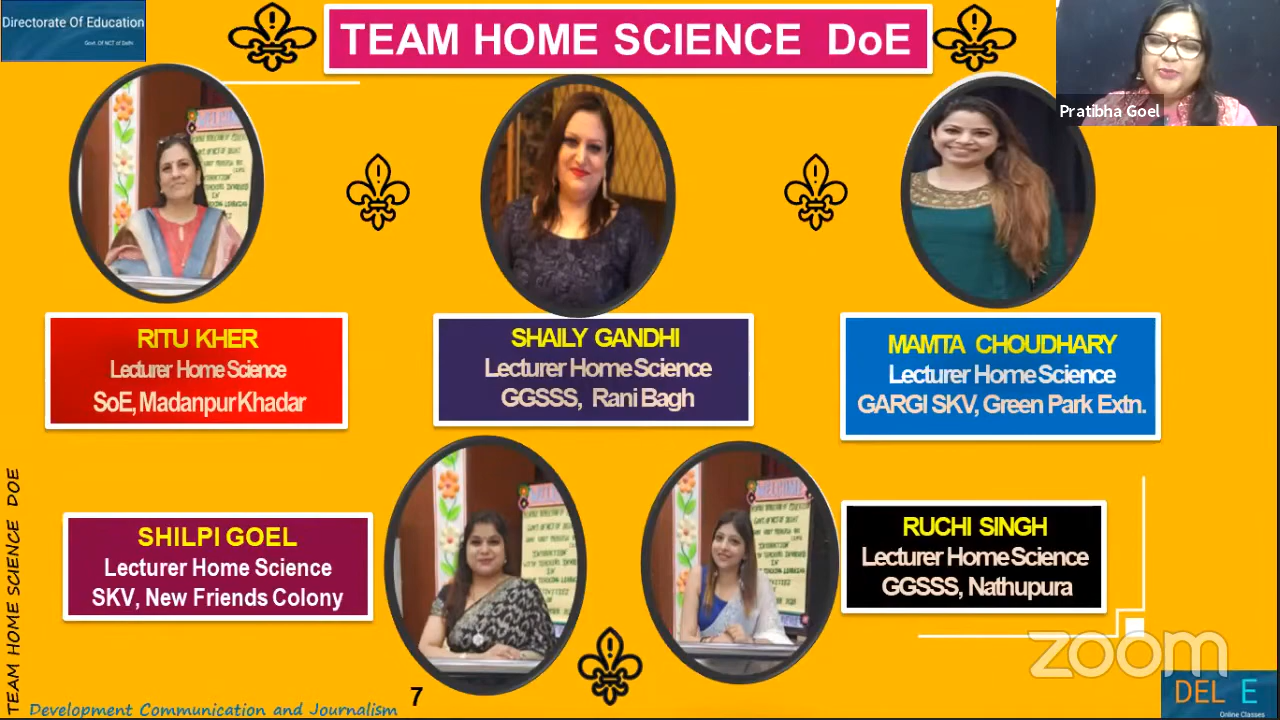 Directorate Of Education
Govt. Of NCT of Delhi
TEAM HOME SCIENCE DoE
Pratibha Goel
RITU KHER
Lecturer Home Science
SoE, Madanpur Khadar
SHAILY GANDHI
Lecturer Home Science
GGSSS, Rani Bagh
MAMTA CHOUDHARY
Lecturer Home Science
GARGI SKV, Green Park Extn.
SHILPI GOEL
Lecturer Home Science
SKV, New Friends Colony
RUCHI SINGH
Lecturer Home Science
GGSSS, Nathupura
TEAM HOME SCIENCE DOE
7
Development Communication and Journalism
zoom
DEL E
Online Classes